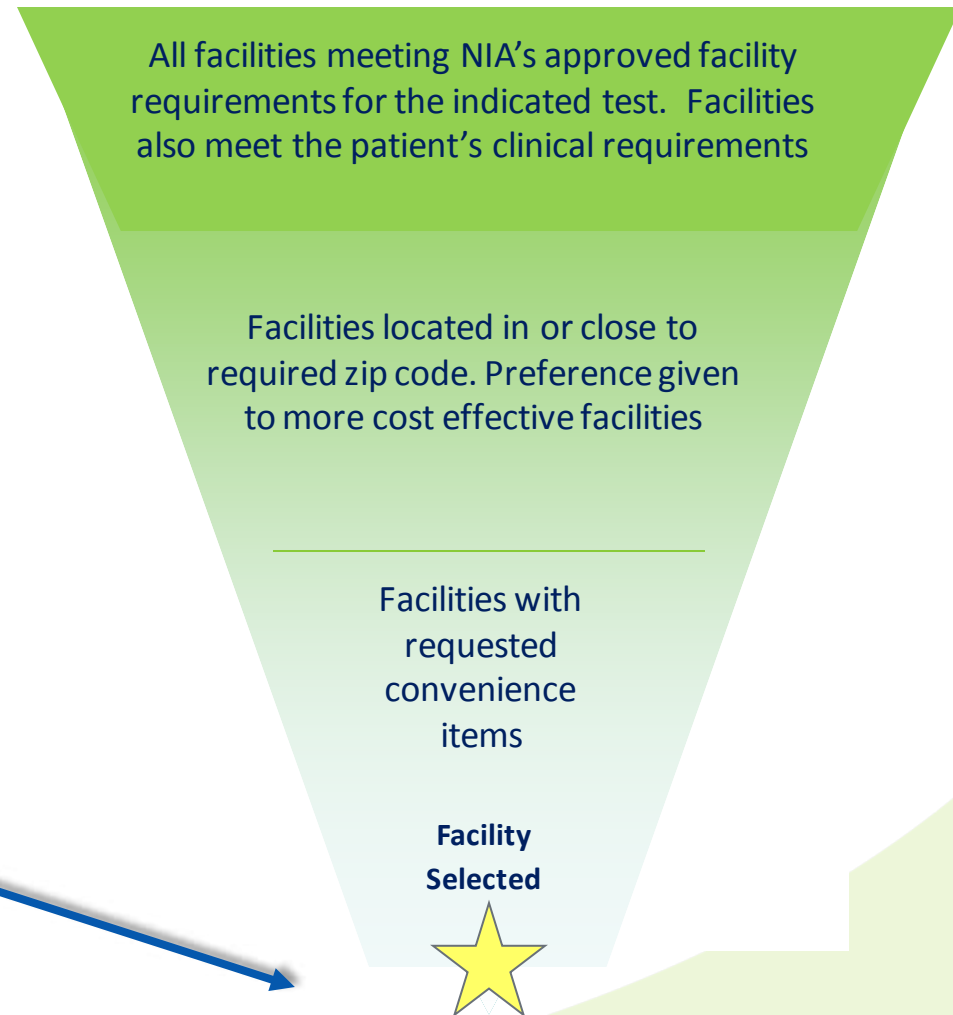 All facilities meeting NIA’s approved facility
requirements for the indicated test.  Facilities
also meet the patient’s clinical requirements
Facilities located in or close to
required zip code. Preference given
to more cost effective facilities
Facilities with
requested
convenience
items
Facility
Selected